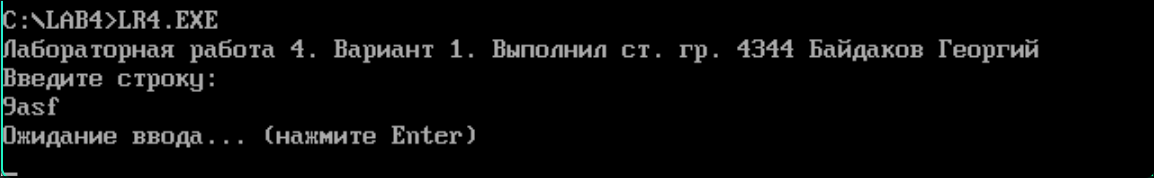 C:\LAB4>LR4.EXE
Лабораторная работа 4. Вариант 1. Выполнил ст. гр. 4344 Байдаков Георгий
Введите строку:
9asf
Ожидание ввода... (нажмите Enter)